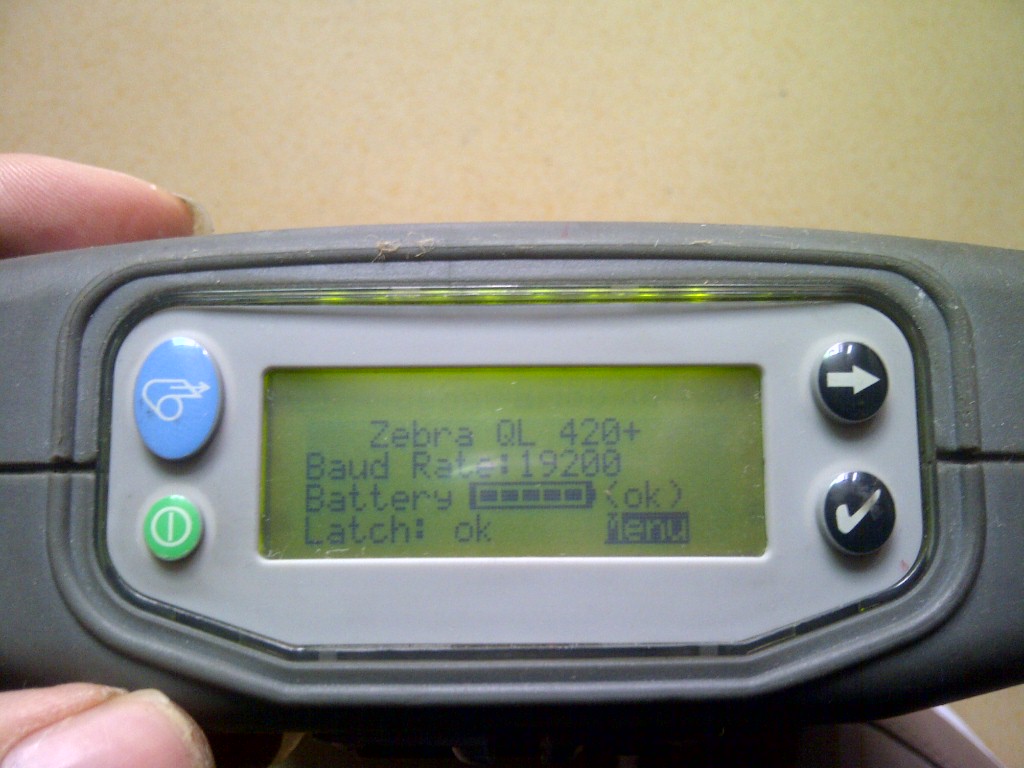 Zebra QL 420+
Baud Rate:19200
Battery (ok)
Latch: ok Menu